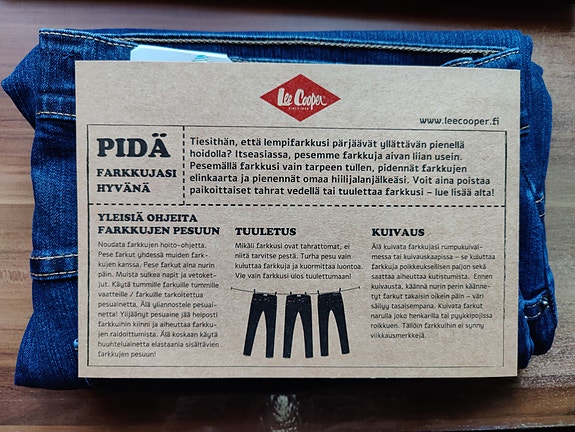 Lee Cooper
SINCE 1908
www.leecooper.fi
PIDÄ
FARKKUJASI
HYVÄNÄ
Tiesithän, että lempifarkkusi pärjäävät yllättävän pienellä
hoidolla? Itseasiassa, pesemme farkkuja aivan liian usein.
Pesemällä farkkusi vain tarpeen tullen, pidennät farkkujen
elinkaarta ja pienennät omaa hiilijalanjälkeäsi. Voit aina poistaa
paikoittaiset tahrat vedellä tai tuulettaa farkkusi – lue lisää alta!
YLEISIÄ OHJEITA
FARKKUJEN PESUUN
Noudata farkkujen hoito-ohjetta.
Pese farkut yhdessä muiden fark-
kujen kanssa. Pese farkut aina nurin
päin. Muista sulkea napit ja vetoket-
jut. Käytä tummille farkuille tummille
vaatteille / farkuille tarkoitettua
pesuainetta. Älä yliannostele pesuai-
netta! Ylijäänyt pesuaine jää helposti
farkkuihin kiinni ja aiheuttaa farkku-
jen raidoittumista. Älä koskaan käytä
huuhteluainetta elastaania sisältävien
farkkujen pesuun!
TUULETUS
Mikäli farkkusi ovat tahrattomat, ei
niitä tarvitse pestä. Turha pesu vain
kuluttaa farkkuja ja kuormittaa luontoa.
Vie vain farkkusi ulos tuulettumaan!
KUIVAUS
Älä kuivata farkkujasi rumpukuivai-
messa tai kuivauskaapissa – se kuluttaa
farkkuja poikkeuksellisen paljon sekä
saattaa aiheuttaa kutistumista. Ennen
kuivausta, käännä nurin perin käänne-
tyt farkut takaisin oikein päin – väri
säilyy tasaisempana. Kuivata farkut
narulla joko henkarilla tai pyykkipojissa
roikkuen. Tällöin farkkuihin ei synny
viikkausmerkkejä.